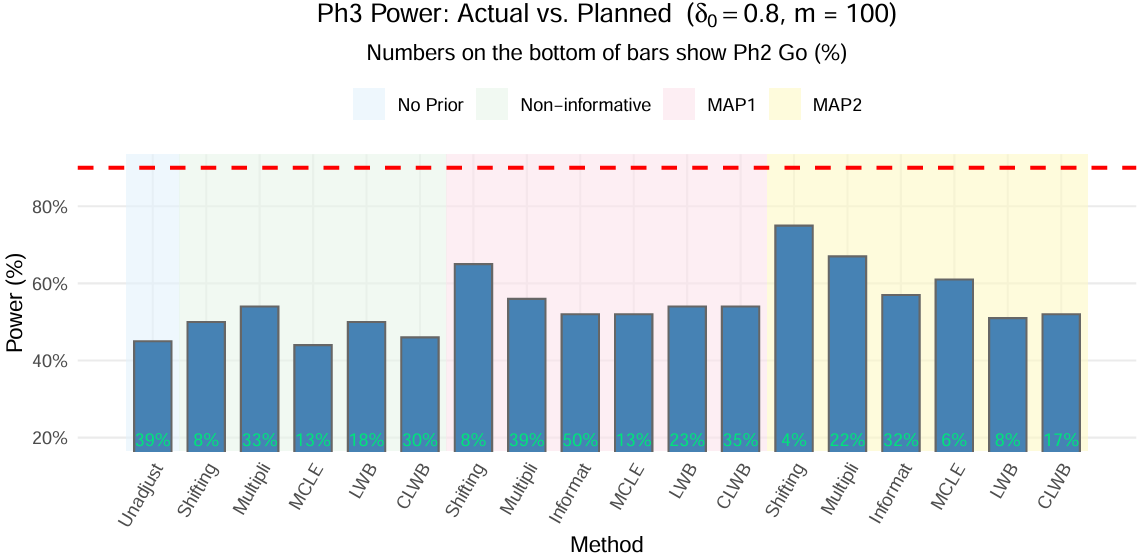 Ph3 Power: Actual vs. Planned (δ₀ = 0.8, m = 100)
Numbers on the bottom of bars show Ph2 Go (%)
No Prior Non−informative MAP1 MAP2
Power (%)
80%
60%
40%
20%
39% 8% 33% 13% 18% 30% 8% 39% 50% 13% 23% 35% 4% 22% 32% 6% 8% 17%
Unadjust Shifting Multipli MCLE LWB CLWB Shifting Multipli Informat MCLE LWB CLWB Shifting Multipli Informat MCLE LWB CLWB
Method